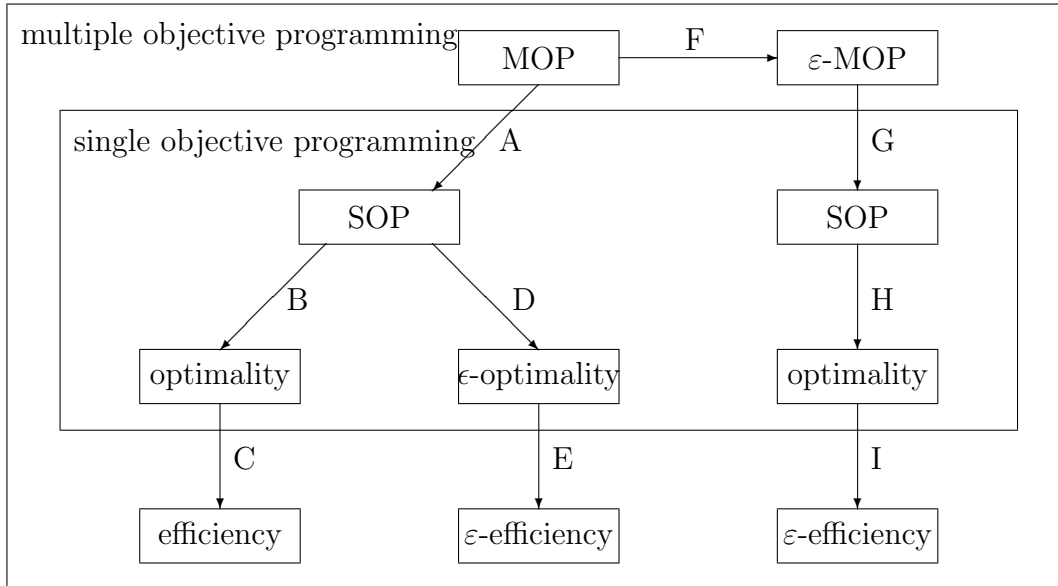 multiple objective programming
MOP
F
ε-MOP
single objective programming
A
G
SOP
SOP
B
D
H
optimality
ϵ-optimality
optimality
C
E
I
efficiency
ε-efficiency
ε-efficiency